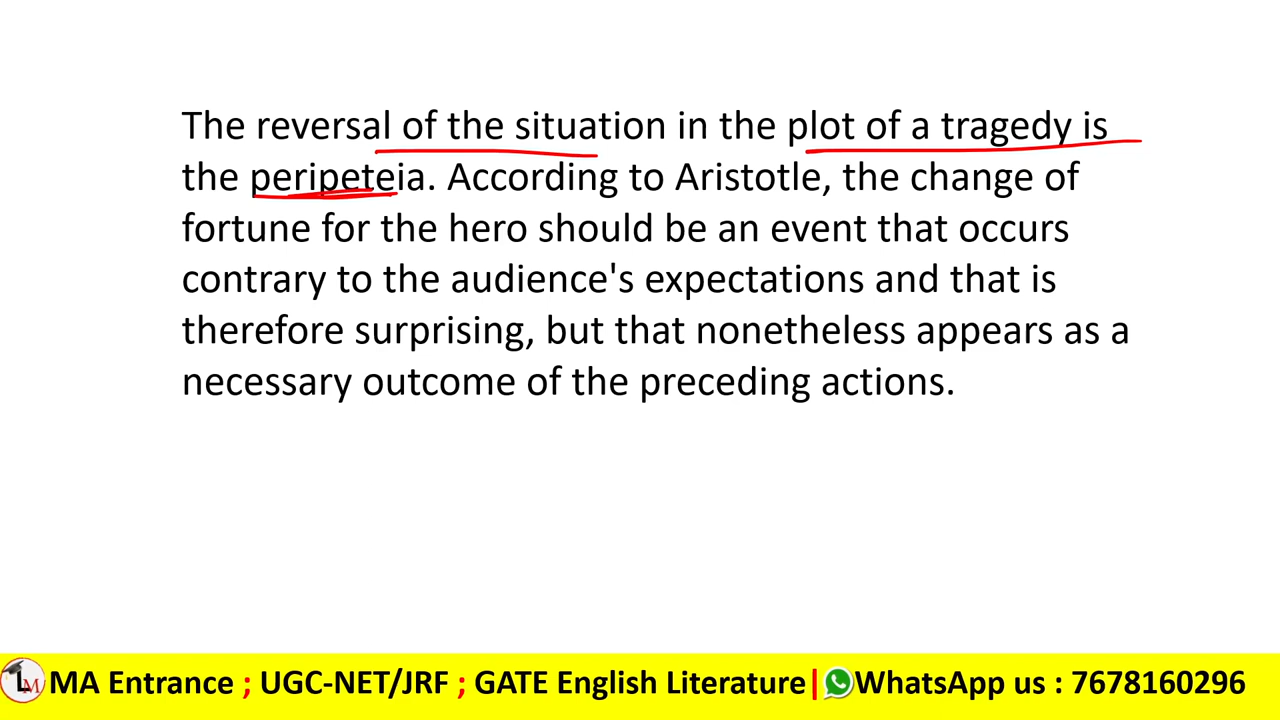 The reversal of the situation in the plot of a tragedy is
the peripeteia. According to Aristotle, the change of
fortune for the hero should be an event that occurs
contrary to the audience's expectations and that is
therefore surprising, but that nonetheless appears as a
necessary outcome of the preceding actions.
LM MA Entrance ; UGC-NET/JRF ; GATE English Literature| WhatsApp us : 7678160296